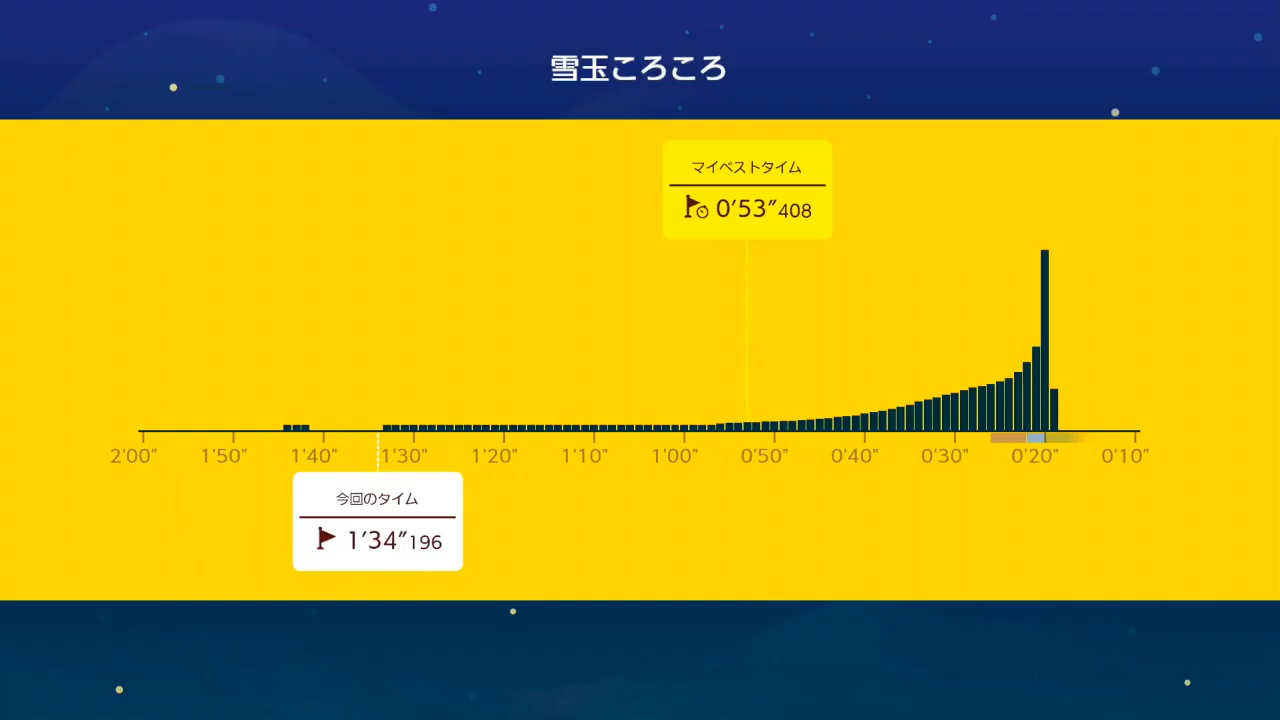 雪玉ころころ
マイベストタイム
0'53"408
2'00" 1'50" 1'40" 1'30" 1'20" 1'10" 1'00" 0'50" 0'40" 0'30" 0'20" 0'10"
今回のタイム
1'34"196